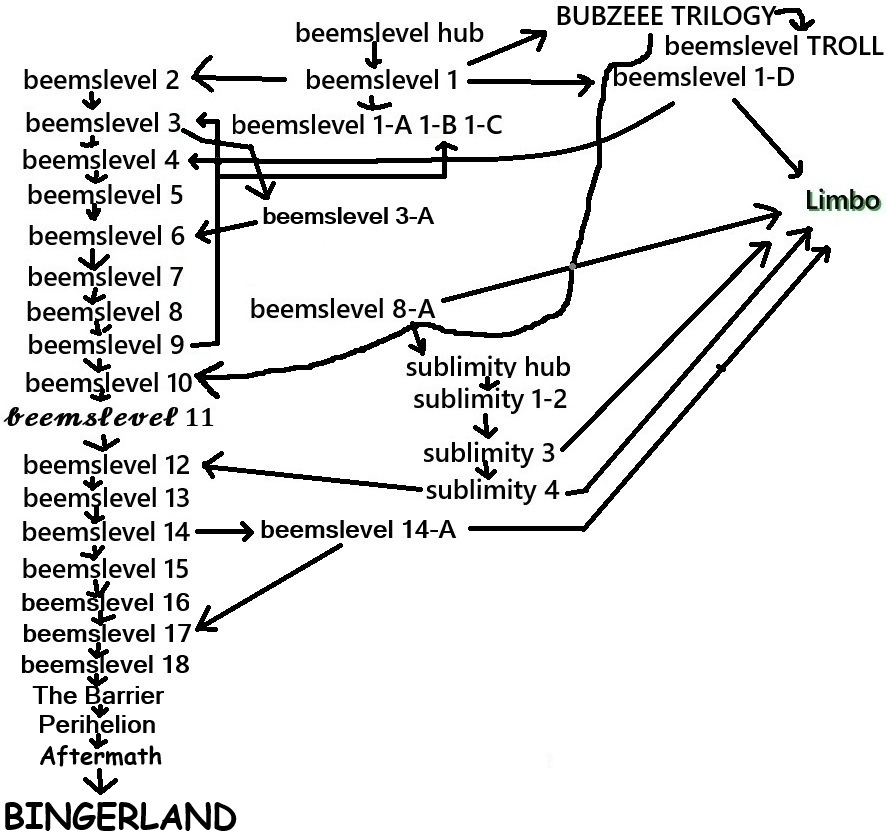 BUBZEEE TRILOGY
beemslevel hub
beemslevel TROLL
beemslevel 2
beemslevel 1
beemslevel 1-D
beemslevel 3
beemslevel 1-A 1-B 1-C
beemslevel 4
beemslevel 5
Limbo
beemslevel 3-A
beemslevel 6
beemslevel 7
beemslevel 8
beemslevel 8-A
beemslevel 9
sublimity hub
beemslevel 10
sublimity 1-2
beemslevel 11
sublimity 3
beemslevel 12
sublimity 4
beemslevel 13
beemslevel 14
beemslevel 14-A
beemslevel 15
beemslevel 16
beemslevel 17
beemslevel 18
The Barrier
Perihelion
Aftermath
BINGERLAND